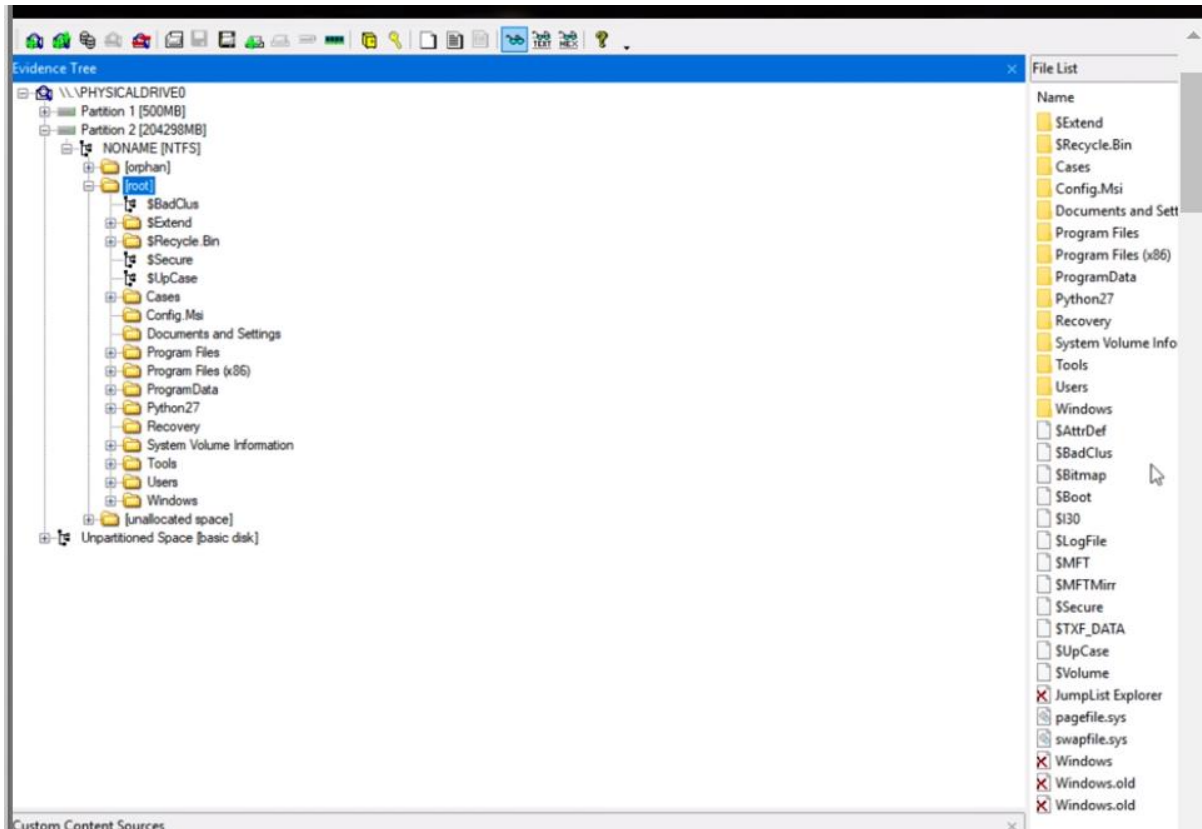 TEXT
HEX
Evidence Tree
\\.\PHYSICALDRIVE0
Partition 1 [500MB]
Partition 2 [204298MB]
NONAME [NTFS]
[orphan]
[root]
$BadClus
$Extend
$Recycle.Bin
$Secure
$UpCase
Cases
Config.Msi
Documents and Settings
Program Files
Program Files (x86)
ProgramData
Python27
Recovery
System Volume Information
Tools
Users
Windows
[unallocated space]
Unpartitioned Space [basic disk]
Custom Content Sources
File List
Name
$Extend
$Recycle.Bin
Cases
Config.Msi
Documents and Sett
Program Files
Program Files (x86)
ProgramData
Python27
Recovery
System Volume Info
Tools
Users
Windows
$AttrDef
$BadClus
$Bitmap
$Boot
$I30
$LogFile
$MFT
$MFTMirr
$Secure
$TXF_DATA
$UpCase
$Volume
JumpList Explorer
pagefile.sys
swapfile.sys
Windows
Windows.old
Windows.old